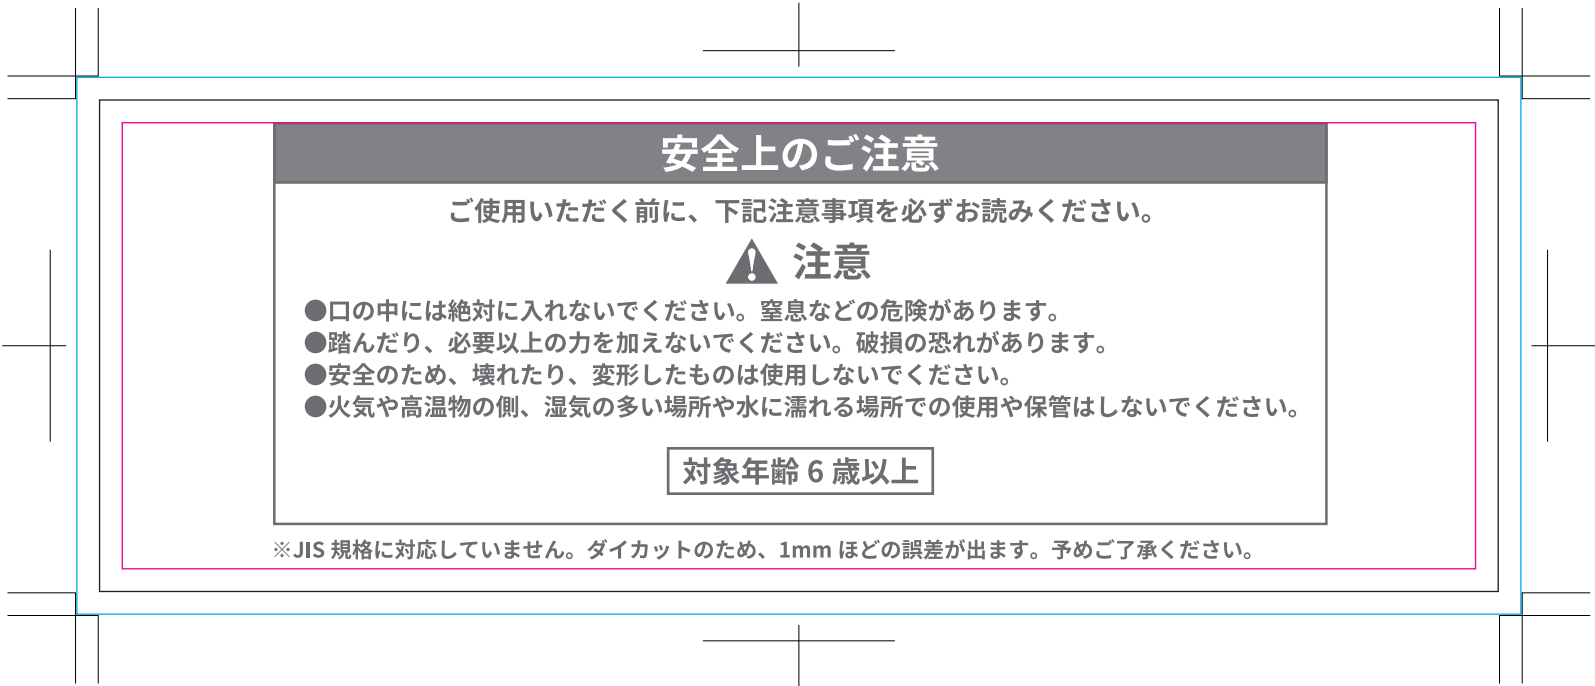 安全上のご注意
ご使用いただく前に、下記注意事項を必ずお読みください。
注意
●口の中には絶対に入れないでください。窒息などの危険があります。
●踏んだり、必要以上の力を加えないでください。破損の恐れがあります。
●安全のため、壊れたり、変形したものは使用しないでください。
●火気や高温物の側、湿気の多い場所や水に濡れる場所での使用や保管はしないでください。
対象年齢 6 歳以上
※JIS 規格に対応していません。ダイカットのため、1mm ほどの誤差が出ます。予めご了承ください。